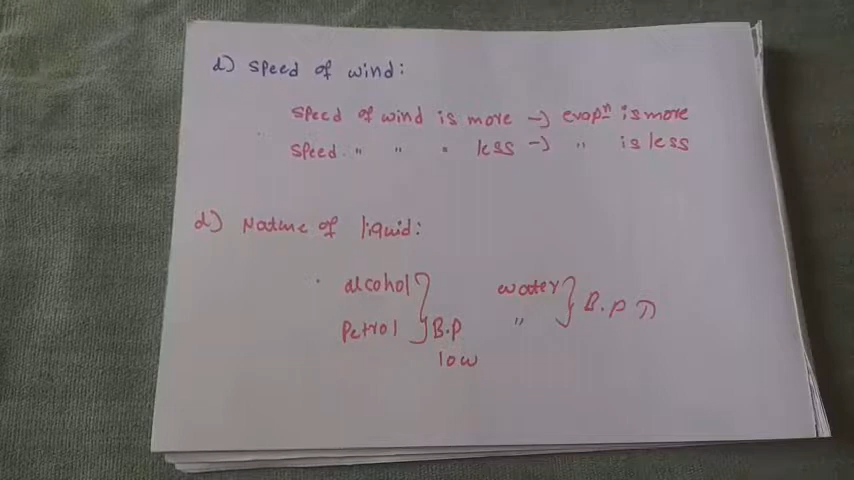 d) Speed of wind:
Speed of wind is more → evapⁿ is more
Speed " " " less → " is less
d) Nature of liquid:
alcohol water
Petrol } B.P " } B.P ↑
low